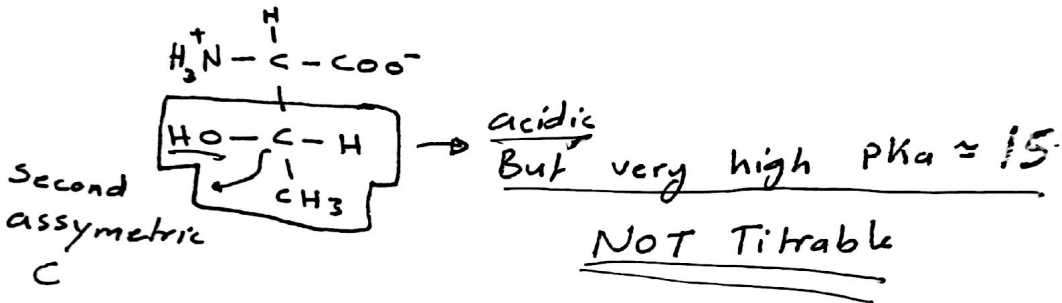 H
H₃N⁺ — C — COO⁻
HO — C — H → acidic
But very high PKa ≈ 15
CH3
Second
assymetric
C
NOT Titrable